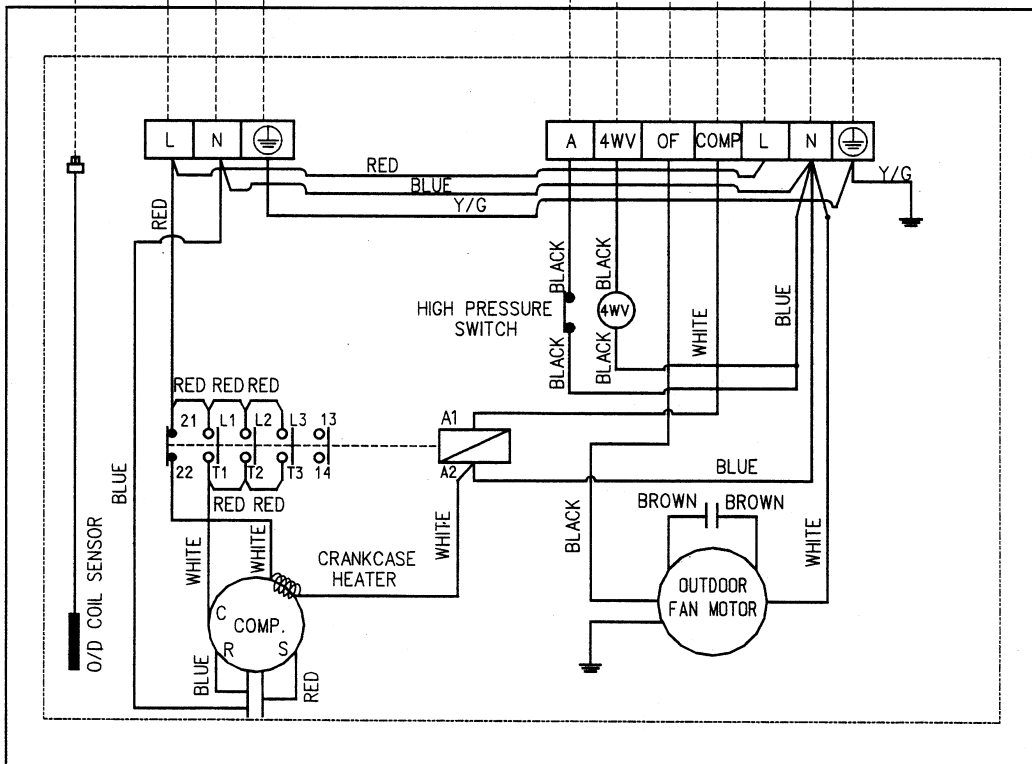 L N
A 4WV OF COMP L N
RED
BLUE
Y/G
Y/G
RED
BLACK
BLACK
HIGH PRESSURE
SWITCH
4WV
BLUE
WHITE
BLACK
BLACK
RED RED RED
21 L1 L2 L3 13
A1
22 T1 T2 T3 14
A2
BLUE
RED RED
BLUE
BROWN BROWN
BLACK
WHITE
WHITE
WHITE
WHITE
CRANKCASE
HEATER
O/D COIL SENSOR
OUTDOOR
FAN MOTOR
C
COMP.
R S
BLUE
RED